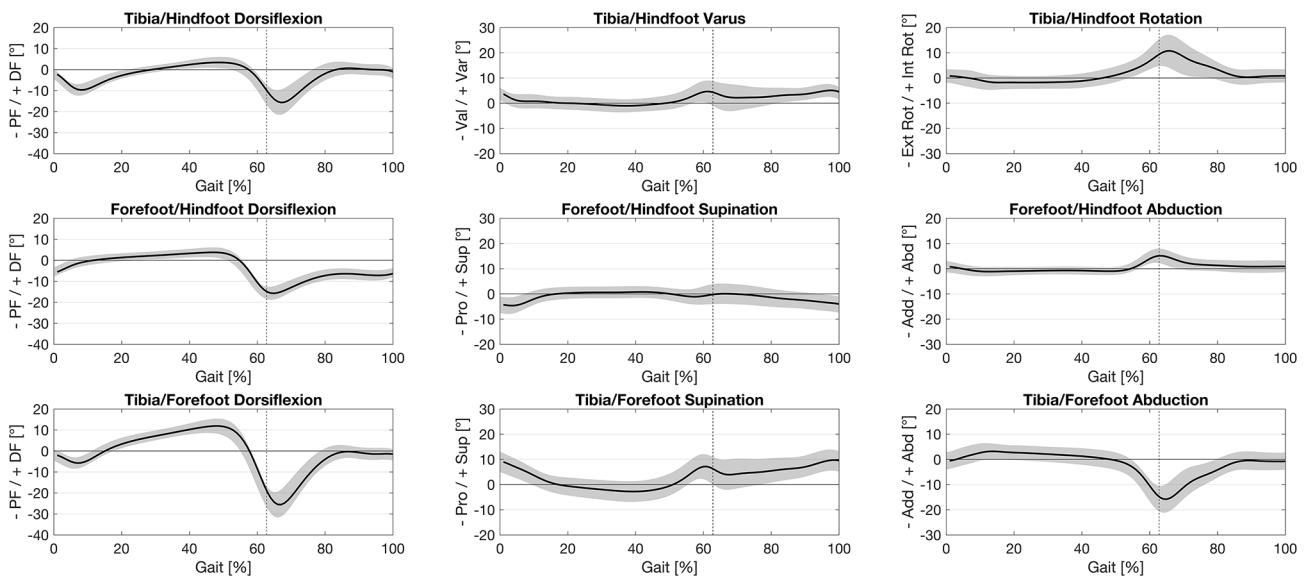 Tibia/Hindfoot Dorsiflexion
- PF / + DF [°]
20
10
0
-10
-20
-30
-40
0 20 40 60 80 100
Gait [%]
Tibia/Hindfoot Varus
- Val / + Var [°]
30
20
10
0
-10
-20
0 20 40 60 80 100
Gait [%]
Tibia/Hindfoot Rotation
- Ext Rot / + Int Rot [°]
20
10
0
-10
-20
-30
0 20 40 60 80 100
Gait [%]
Forefoot/Hindfoot Dorsiflexion
- PF / + DF [°]
20
10
0
-10
-20
-30
-40
0 20 40 60 80 100
Gait [%]
Forefoot/Hindfoot Supination
- Pro / + Sup [°]
30
20
10
0
-10
-20
0 20 40 60 80 100
Gait [%]
Forefoot/Hindfoot Abduction
- Add / + Abd [°]
20
10
0
-10
-20
-30
0 20 40 60 80 100
Gait [%]
Tibia/Forefoot Dorsiflexion
- PF / + DF [°]
20
10
0
-10
-20
-30
-40
0 20 40 60 80 100
Gait [%]
Tibia/Forefoot Supination
- Pro / + Sup [°]
30
20
10
0
-10
-20
0 20 40 60 80 100
Gait [%]
Tibia/Forefoot Abduction
- Add / + Abd [°]
20
10
0
-10
-20
-30
0 20 40 60 80 100
Gait [%]